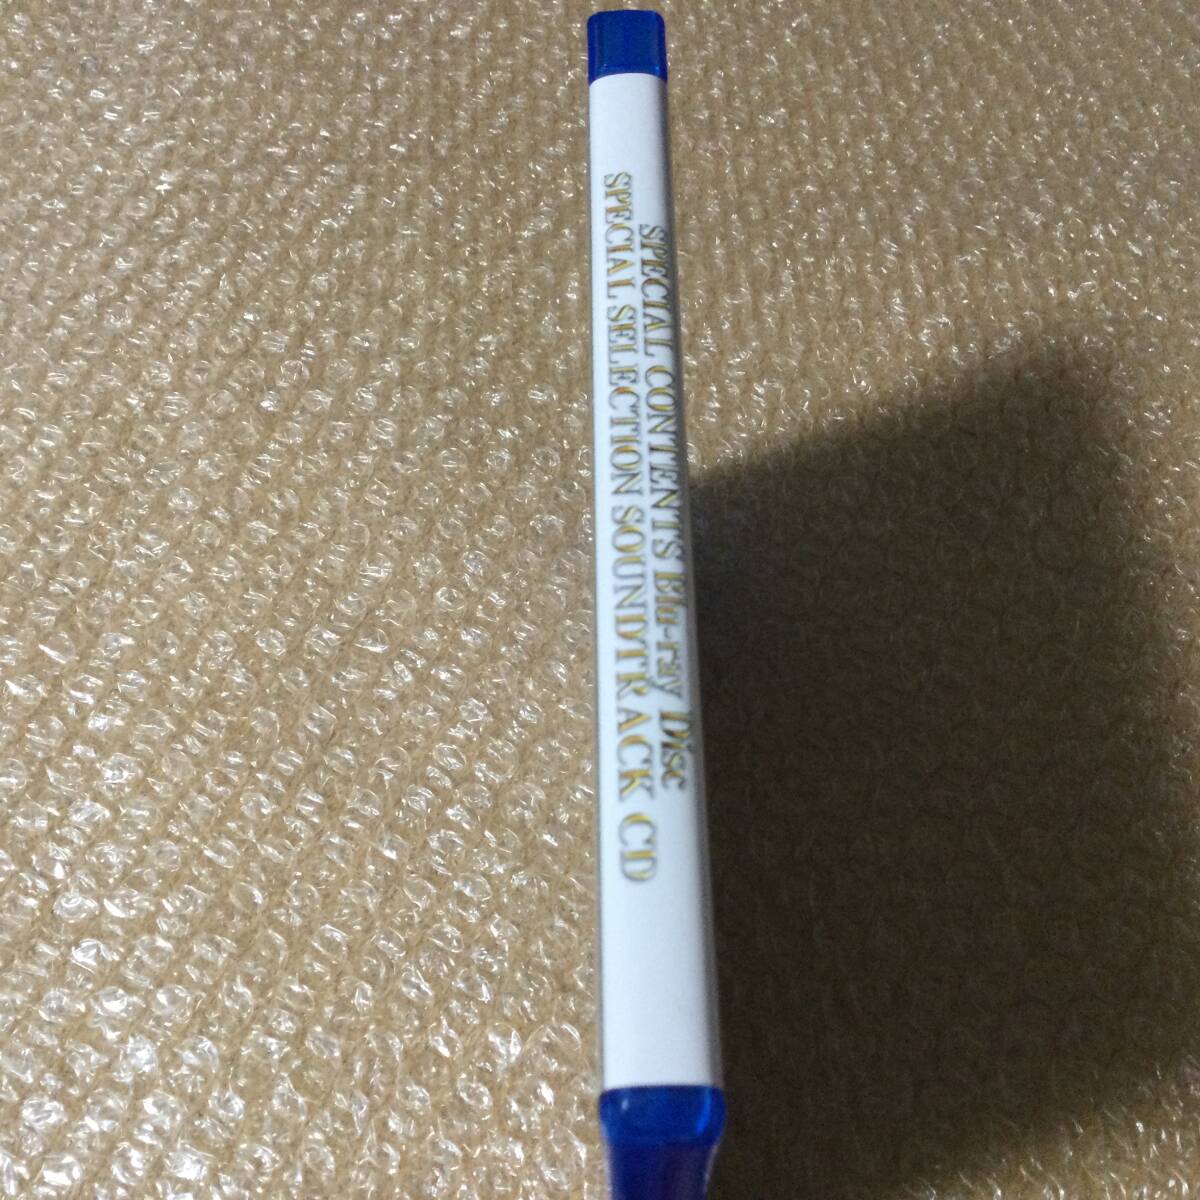 SPECIAL CONTENTS Blu-ray Disc
SPECIAL SELECTION SOUNDTRACK CD